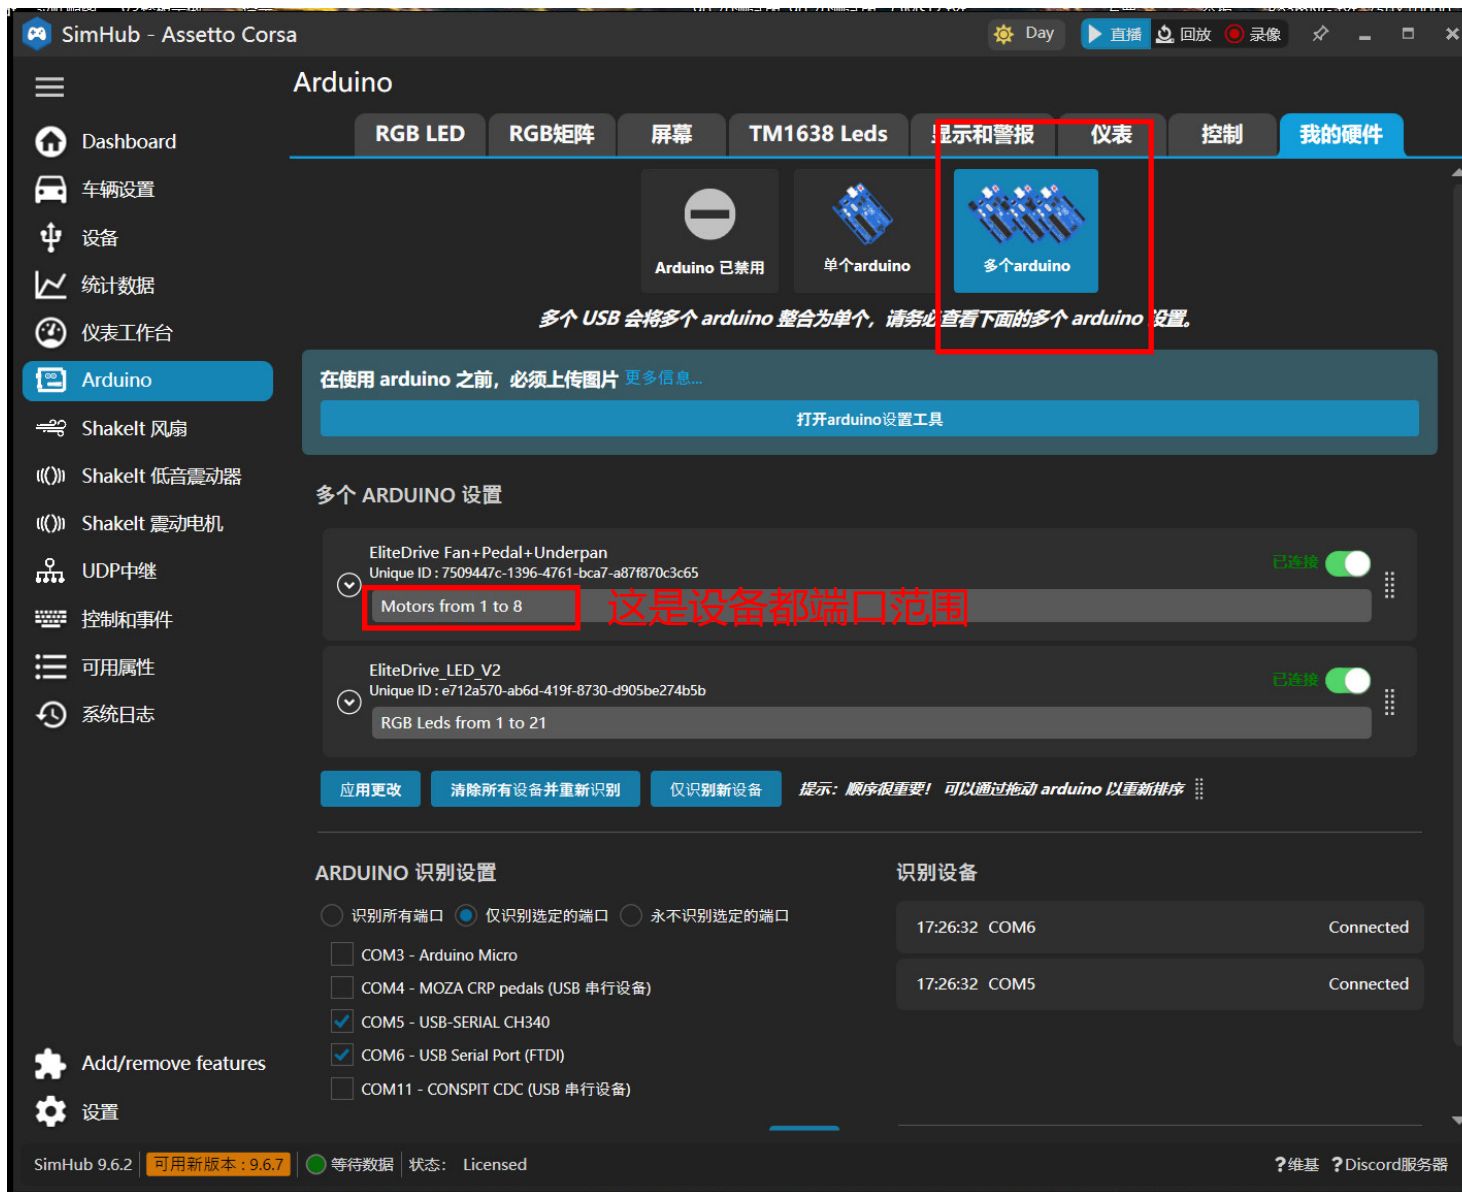 SimHub - Assetto Corsa
Day
直播
回放
录像
Arduino
Dashboard
车辆设置
设备
统计数据
仪表工作台
Arduino
ShakeIt 风扇
ShakeIt 低音震动器
ShakeIt 震动电机
UDP中继
控制和事件
可用属性
系统日志
Add/remove features
设置
RGB LED
RGB矩阵
屏幕
TM1638 Leds
显示和警报
仪表
控制
我的硬件
Arduino 已禁用
单个arduino
多个arduino
多个 USB 会将多个 arduino 整合为单个，请务必查看下面的多个 arduino 设置。
在使用 arduino 之前，必须上传图片 更多信息...
打开arduino设置工具
多个 ARDUINO 设置
EliteDrive Fan+Pedal+Underpan
Unique ID : 7509447c-1396-4761-bca7-a87f870c3c65
已连接
Motors from 1 to 8
这是设备都端口范围
EliteDrive_LED_V2
Unique ID : e712a570-ab6d-419f-8730-d905be274b5b
已连接
RGB Leds from 1 to 21
应用更改
清除所有设备并重新识别
仅识别新设备
提示：顺序很重要！可以通过拖动 arduino 以重新排序
ARDUINO 识别设置
识别所有端口
仅识别选定的端口
永不识别选定的端口
COM3 - Arduino Micro
COM4 - MOZA CRP pedals (USB 串行设备)
COM5 - USB-SERIAL CH340
COM6 - USB Serial Port (FTDI)
COM11 - CONSPIT CDC (USB 串行设备)
识别设备
17:26:32 COM6 Connected
17:26:32 COM5 Connected
SimHub 9.6.2
可用新版本 : 9.6.7
等待数据
状态: Licensed
?维基
?Discord服务器